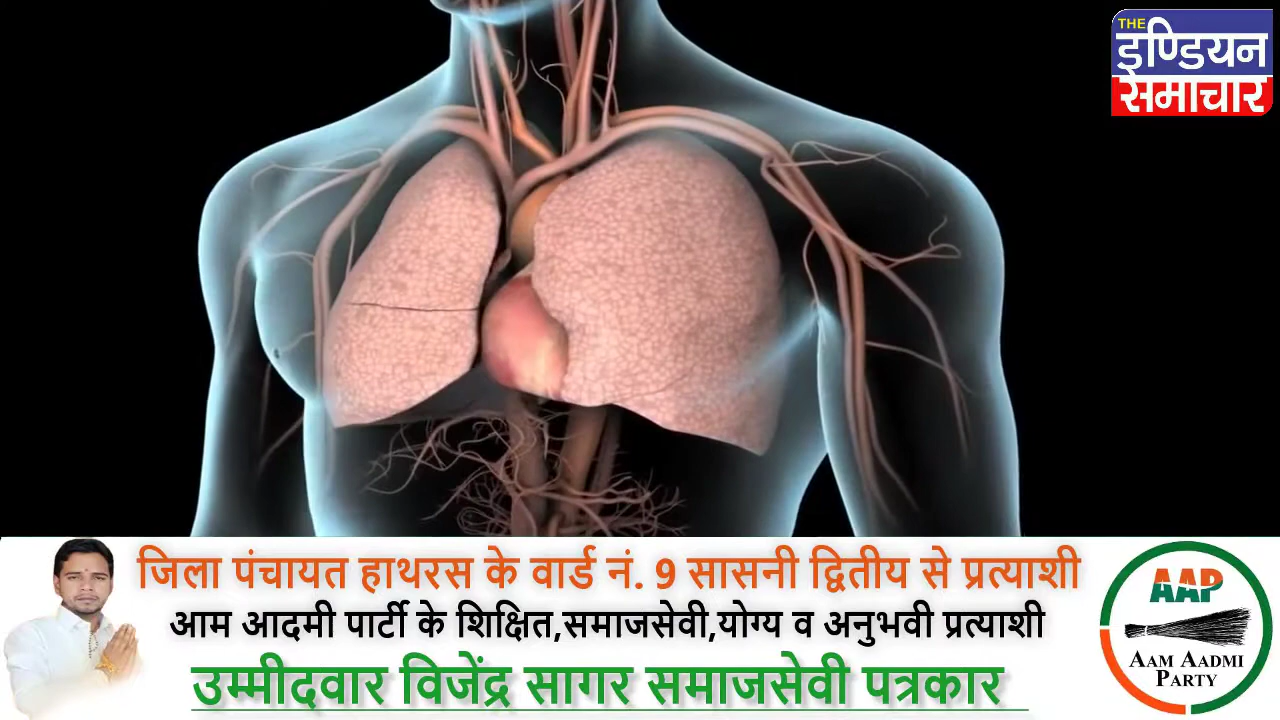 THE
इण्डियन
समाचार
जिला पंचायत हाथरस के वार्ड नं. 9 सासनी द्वितीय से प्रत्याशी
आम आदमी पार्टी के शिक्षित,समाजसेवी,योग्य व अनुभवी प्रत्याशी
उम्मीदवार विजेंद्र सागर समाजसेवी पत्रकार
AAP
AAM AADMI
PARTY